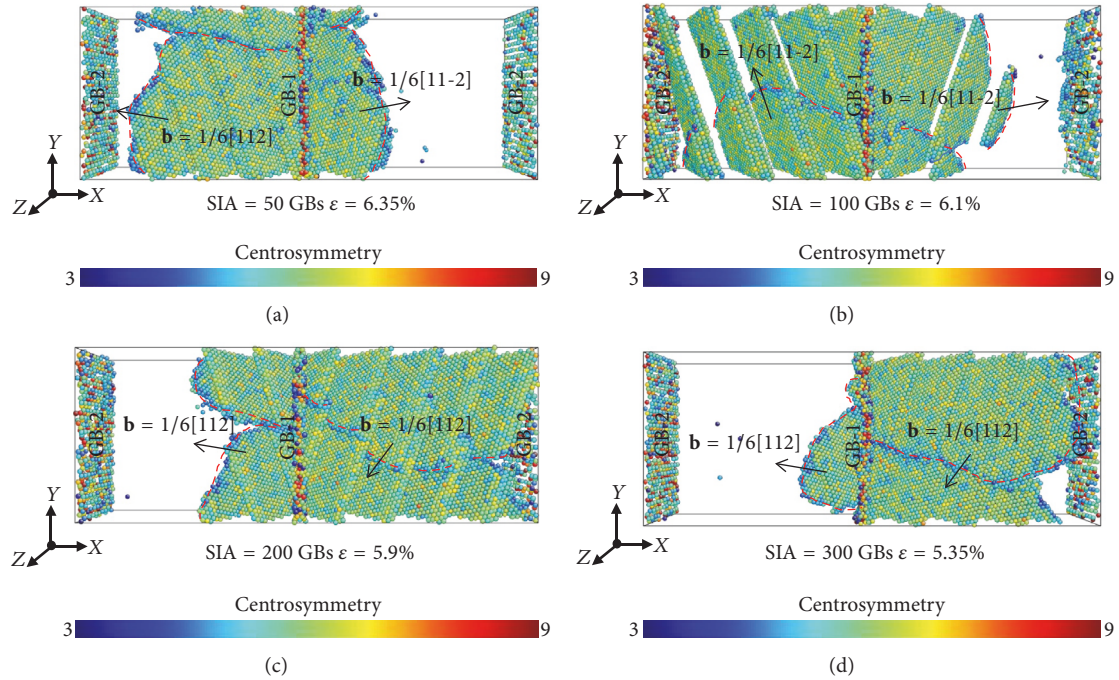 GB-2
GB-1
GB-2
b = 1/6[11-2]
b = 1/6[112]
Y
X
Z
SIA = 50 GBs ε = 6.35%
Centrosymmetry
3
9
(a)
GB-2
GB-1
GB-2
b = 1/6[11-2]
b = 1/6[11-2]
Y
X
Z
SIA = 100 GBs ε = 6.1%
Centrosymmetry
3
9
(b)
GB-2
GB-1
GB-2
b = 1/6[112]
b = 1/6[112]
Y
X
Z
SIA = 200 GBs ε = 5.9%
Centrosymmetry
3
9
(c)
GB-2
GB-1
GB-2
b = 1/6[112]
b = 1/6[112]
Y
X
Z
SIA = 300 GBs ε = 5.35%
Centrosymmetry
3
9
(d)